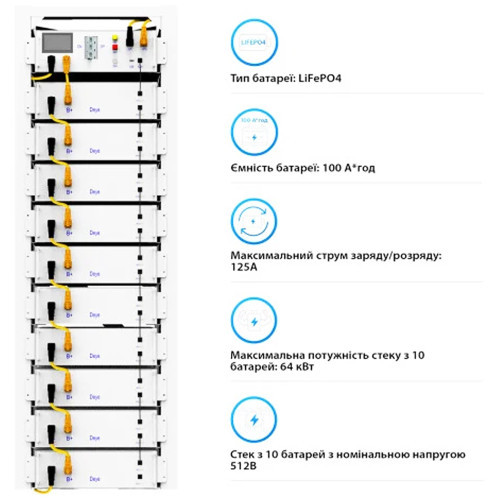 LIFEPO4
Тип батареї: LiFePO4
100 А*год
Ємність батареї: 100 А*год
Максимальний струм заряду/розряду:
125А
Максимальна потужність стеку з 10
батарей: 64 кВт
Стек з 10 батарей з номінальною напругою
512В
B+ Deye
B+ Deye
B+ Deye
B+ Deye
B+ Deye
B+ Deye
B+ Deye
B+ Deye
B+ Deye
B+ Deye